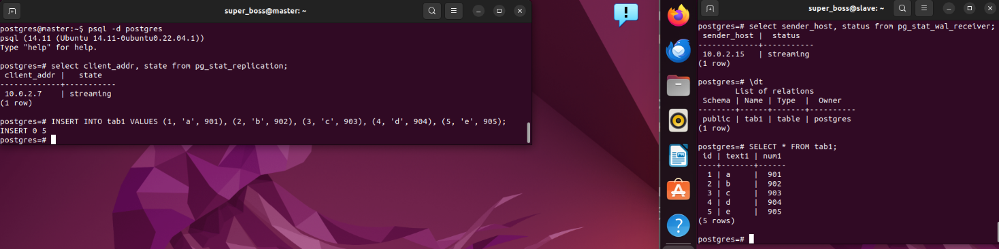 super_boss@master: ~
postgres@master:~$ psql -d postgres
psql (14.11 (Ubuntu 14.11-0ubuntu0.22.04.1))
Type "help" for help.
postgres=# select client_addr, state from pg_stat_replication;
 client_addr |   state
-------------+-----------
 10.0.2.7    | streaming
(1 row)
postgres=# INSERT INTO tab1 VALUES (1, 'a', 901), (2, 'b', 902), (3, 'c', 903), (4, 'd', 904), (5, 'e', 905);
INSERT 0 5
postgres=#
super_boss@slave: ~
postgres=# select sender_host, status from pg_stat_wal_receiver;
 sender_host |  status
-------------+-----------
 10.0.2.15   | streaming
(1 row)
postgres=# \dt
        List of relations
 Schema | Name | Type  |  Owner
--------+------+-------+----------
 public | tab1 | table | postgres
(1 row)
postgres=# SELECT * FROM tab1;
 id | text1 | num1
----+-------+------
  1 | a     |  901
  2 | b     |  902
  3 | c     |  903
  4 | d     |  904
  5 | e     |  905
(5 rows)
postgres=#